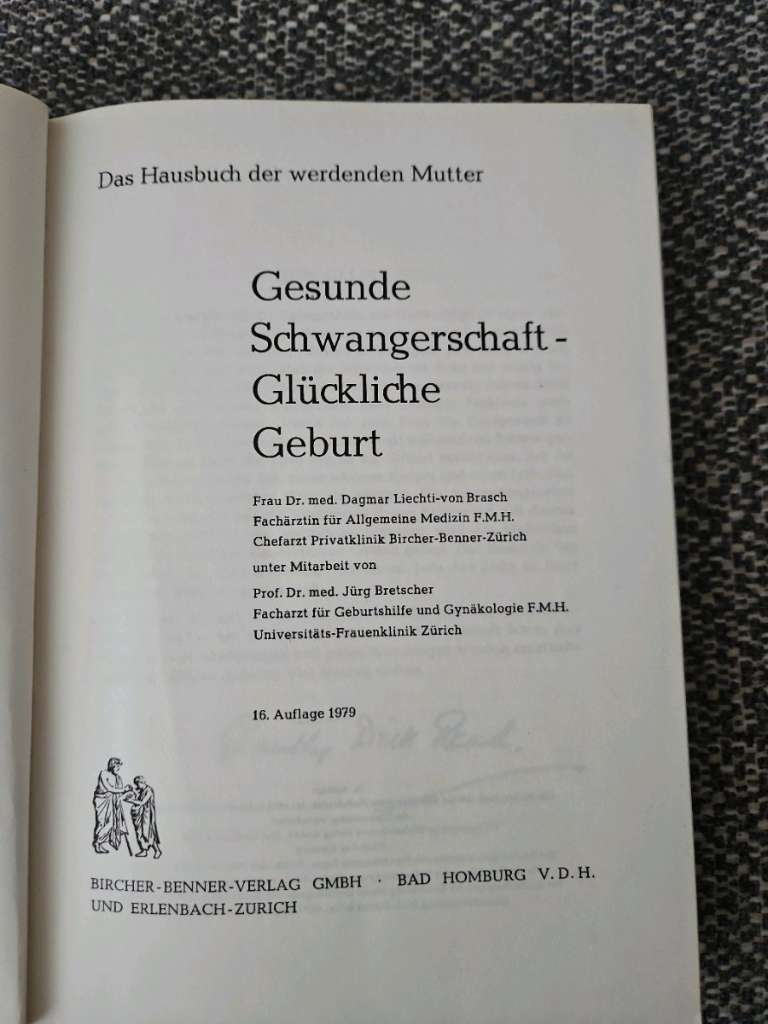 Das Hausbuch der werdenden Mutter
Gesunde
Schwangerschaft -
Glückliche
Geburt
Frau Dr. med. Dagmar Liechti-von Brasch
Fachärztin für Allgemeine Medizin F.M.H.
Chefarzt Privatklinik Bircher-Benner-Zürich
unter Mitarbeit von
Prof. Dr. med. Jürg Bretscher
Facharzt für Geburtshilfe und Gynäkologie F.M.H.
Universitäts-Frauenklinik Zürich
16. Auflage 1979
BIRCHER-BENNER-VERLAG GMBH · BAD HOMBURG V.D.H.
UND ERLENBACH-ZÜRICH